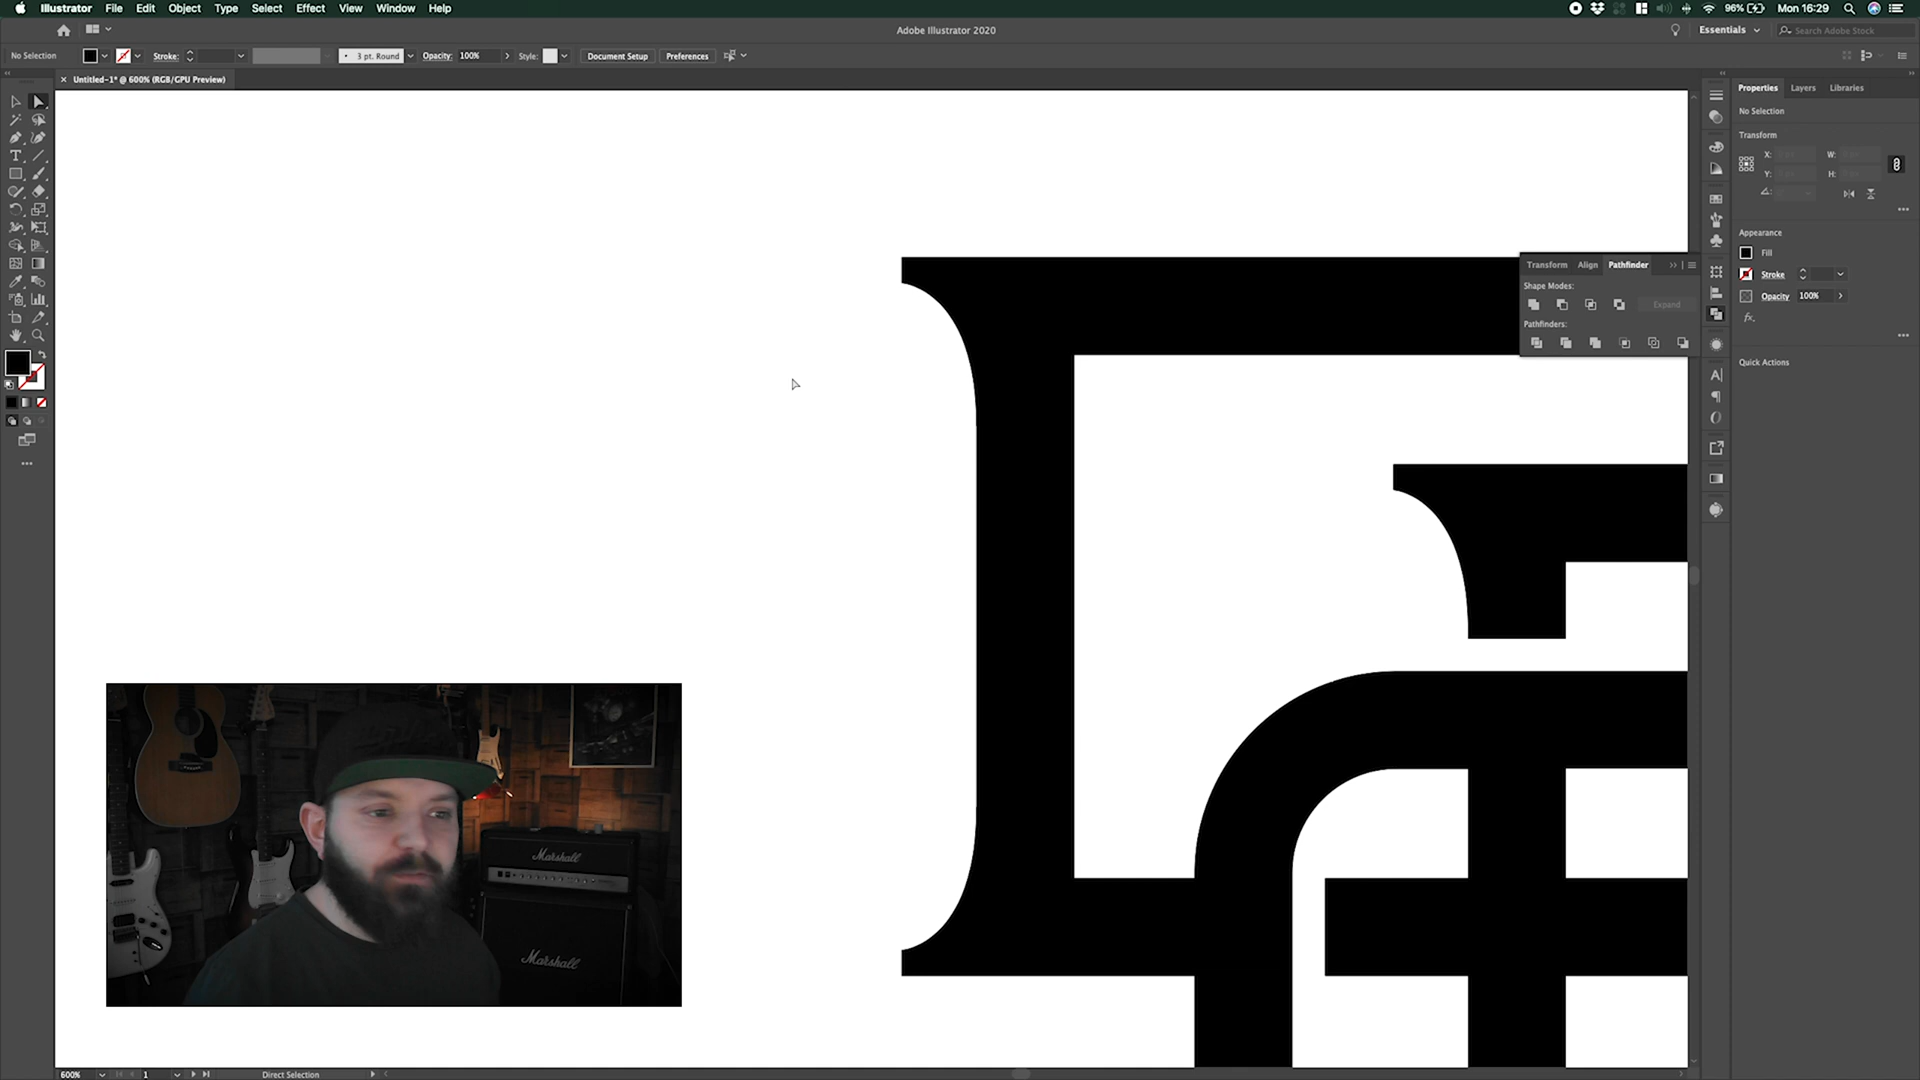 Illustrator File Edit Object Type Select Effect View Window Help
96% Mon 16:29
Adobe Illustrator 2020
Essentials
Search Adobe Stock
No Selection
Stroke:
3 pt. Round
Opacity: 100%
Style:
Document Setup
Preferences
Untitled-1* @ 600% (RGB/GPU Preview)
Properties Layers Libraries
No Selection
Transform
X: W:
Y: H:
Appearance
Fill
Stroke
Opacity 100%
fx.
Quick Actions
Transform Align Pathfinder
Shape Modes:
Expand
Pathfinders:
Marshall
Marshall
600%
1
Direct Selection